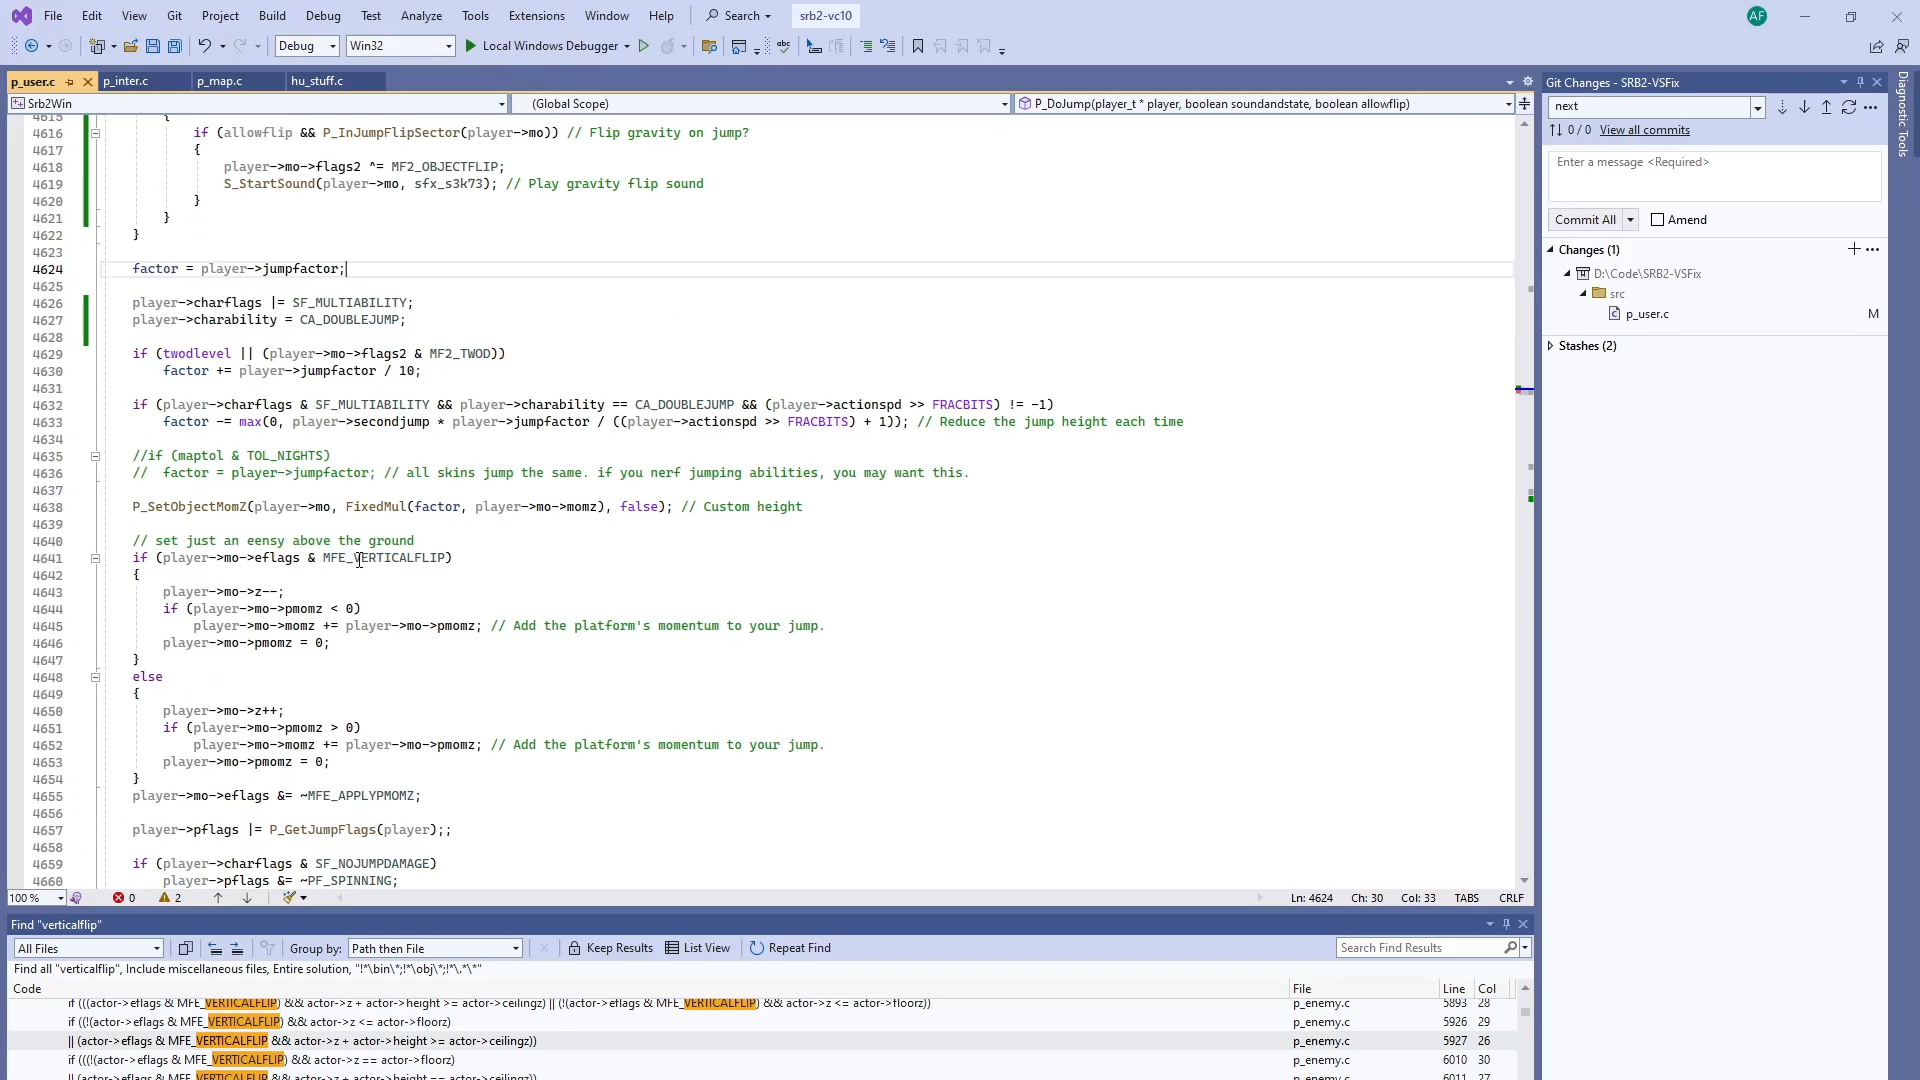 File Edit View Git Project Build Debug Test Analyze Tools Extensions Window Help Search srb2-vc10 AF
Debug Win32 Local Windows Debugger abc
p_user.c p_inter.c p_map.c hu_stuff.c
Srb2Win (Global Scope) P_DoJump(player_t * player, boolean soundandstate, boolean allowflip)
4615 {
4616 if (allowflip && P_InJumpFlipSector(player->mo)) // Flip gravity on jump?
4617 {
4618 player->mo->flags2 ^= MF2_OBJECTFLIP;
4619 S_StartSound(player->mo, sfx_s3k73); // Play gravity flip sound
4620 }
4621 }
4622 }
4623
4624 factor = player->jumpfactor;
4625
4626 player->charflags |= SF_MULTIABILITY;
4627 player->charability = CA_DOUBLEJUMP;
4628
4629 if (twodlevel || (player->mo->flags2 & MF2_TWOD))
4630 factor += player->jumpfactor / 10;
4631
4632 if (player->charflags & SF_MULTIABILITY && player->charability == CA_DOUBLEJUMP && (player->actionspd >> FRACBITS) != -1)
4633 factor -= max(0, player->secondjump * player->jumpfactor / ((player->actionspd >> FRACBITS) + 1)); // Reduce the jump height each time
4634
4635 //if (maptol & TOL_NIGHTS)
4636 // factor = player->jumpfactor; // all skins jump the same. if you nerf jumping abilities, you may want this.
4637
4638 P_SetObjectMomZ(player->mo, FixedMul(factor, player->mo->momz), false); // Custom height
4639
4640 // set just an eensy above the ground
4641 if (player->mo->eflags & MFE_VERTICALFLIP)
4642 {
4643 player->mo->z--;
4644 if (player->mo->pmomz < 0)
4645 player->mo->momz += player->mo->pmomz; // Add the platform's momentum to your jump.
4646 player->mo->pmomz = 0;
4647 }
4648 else
4649 {
4650 player->mo->z++;
4651 if (player->mo->pmomz > 0)
4652 player->mo->momz += player->mo->pmomz; // Add the platform's momentum to your jump.
4653 player->mo->pmomz = 0;
4654 }
4655 player->mo->eflags &= ~MFE_APPLYPMOMZ;
4656
4657 player->pflags |= P_GetJumpFlags(player);;
4658
4659 if (player->charflags & SF_NOJUMPDAMAGE)
4660 player->pflags &= ~PF_SPINNING;
100 % 0 2 Ln: 4624 Ch: 30 Col: 33 TABS CRLF
Find "verticalflip"
All Files Group by: Path then File Keep Results List View Repeat Find Search Find Results
Find all "verticalflip", Include miscellaneous files, Entire solution, "!*\bin\*;!*\obj\*;!*\.*\*"
Code File Line Col
if (((actor->eflags & MFE_VERTICALFLIP) && actor->z + actor->height >= actor->ceilingz) || (!(actor->eflags & MFE_VERTICALFLIP) && actor->z <= actor->floorz)) p_enemy.c 5893 28
if ((!(actor->eflags & MFE_VERTICALFLIP) && actor->z <= actor->floorz) p_enemy.c 5926 29
|| (actor->eflags & MFE_VERTICALFLIP && actor->z + actor->height >= actor->ceilingz)) p_enemy.c 5927 26
if (((!(actor->eflags & MFE_VERTICALFLIP) && actor->z == actor->floorz) p_enemy.c 6010 30
|| (actor->eflags & MFE_VERTICALFLIP && actor->z + actor->height == actor->ceilingz)) p_enemy.c 6011 27
Git Changes - SRB2-VSFix
next
0 / 0 View all commits
Enter a message <Required>
Commit All Amend
Changes (1)
D:\Code\SRB2-VSFix
src
p_user.c M
Stashes (2)
Diagnostic Tools